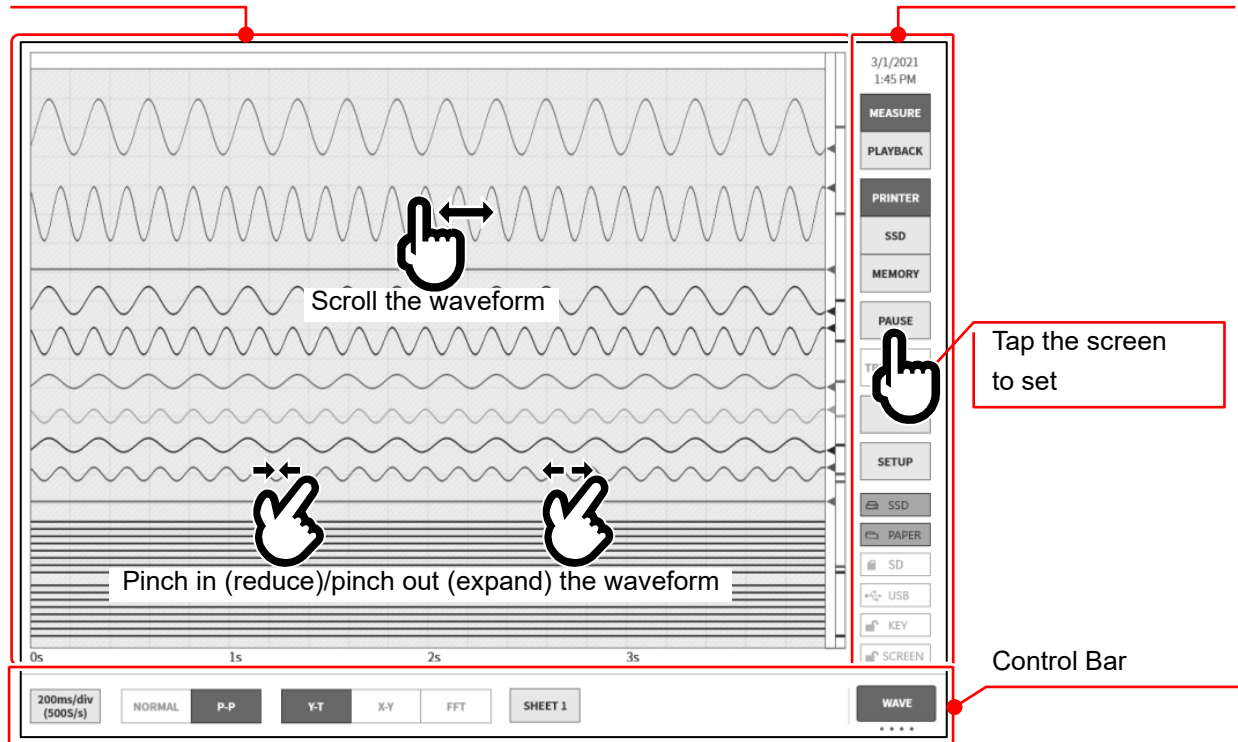 3/1/2021
1:45 PM
MEASURE
PLAYBACK
PRINTER
SSD
MEMORY
Scroll the waveform
PAUSE
Tap the screen
to set
SETUP
SSD
PAPER
Pinch in (reduce)/pinch out (expand) the waveform
SD
USB
KEY
SCREEN
0s 1s 2s 3s
Control Bar
200ms/div
(500S/s)
NORMAL P-P Y-T X-Y FFT SHEET 1 WAVE